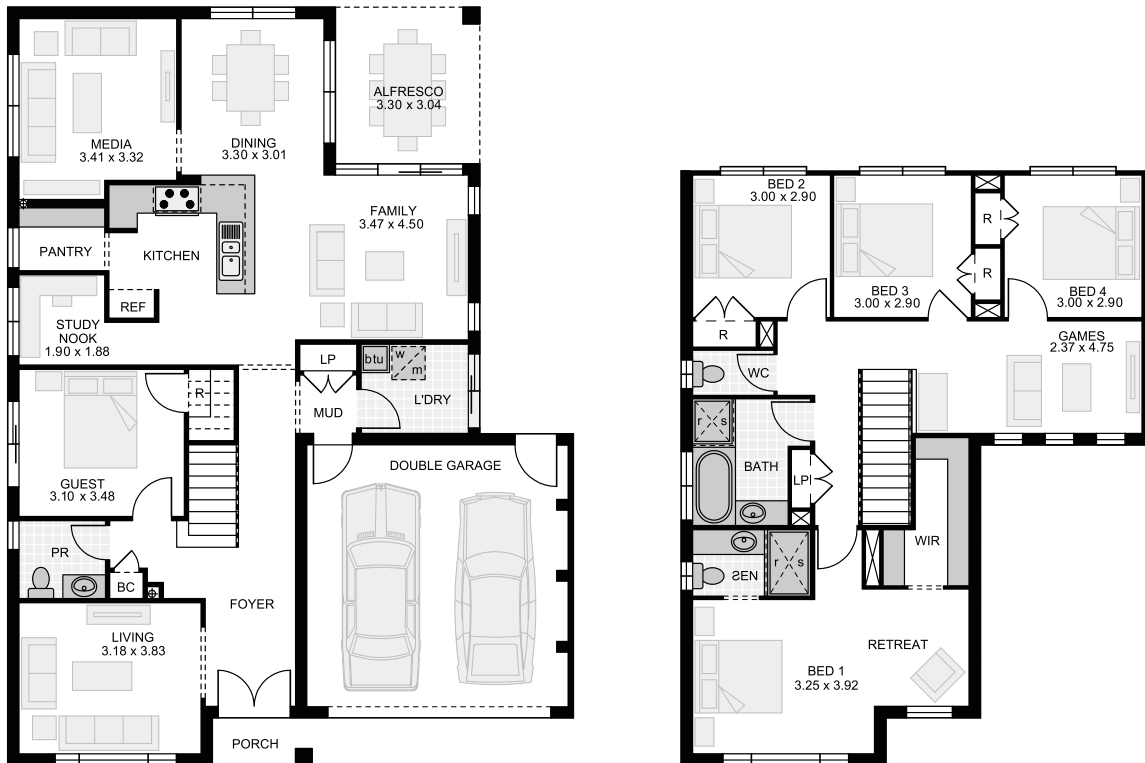 MEDIA
3.41 x 3.32
DINING
3.30 x 3.01
ALFRESCO
3.30 x 3.04
FAMILY
3.47 x 4.50
PANTRY
KITCHEN
REF
STUDY
NOOK
1.90 x 1.88
LP
btu
w
m
L'DRY
MUD
R
GUEST
3.10 x 3.48
DOUBLE GARAGE
PR
BC
FOYER
LIVING
3.18 x 3.83
PORCH
BED 2
3.00 x 2.90
BED 3
3.00 x 2.90
R
R
BED 4
3.00 x 2.90
R
GAMES
2.37 x 4.75
WC
r s
BATH
LP
WIR
ENS
r s
RETREAT
BED 1
3.25 x 3.92